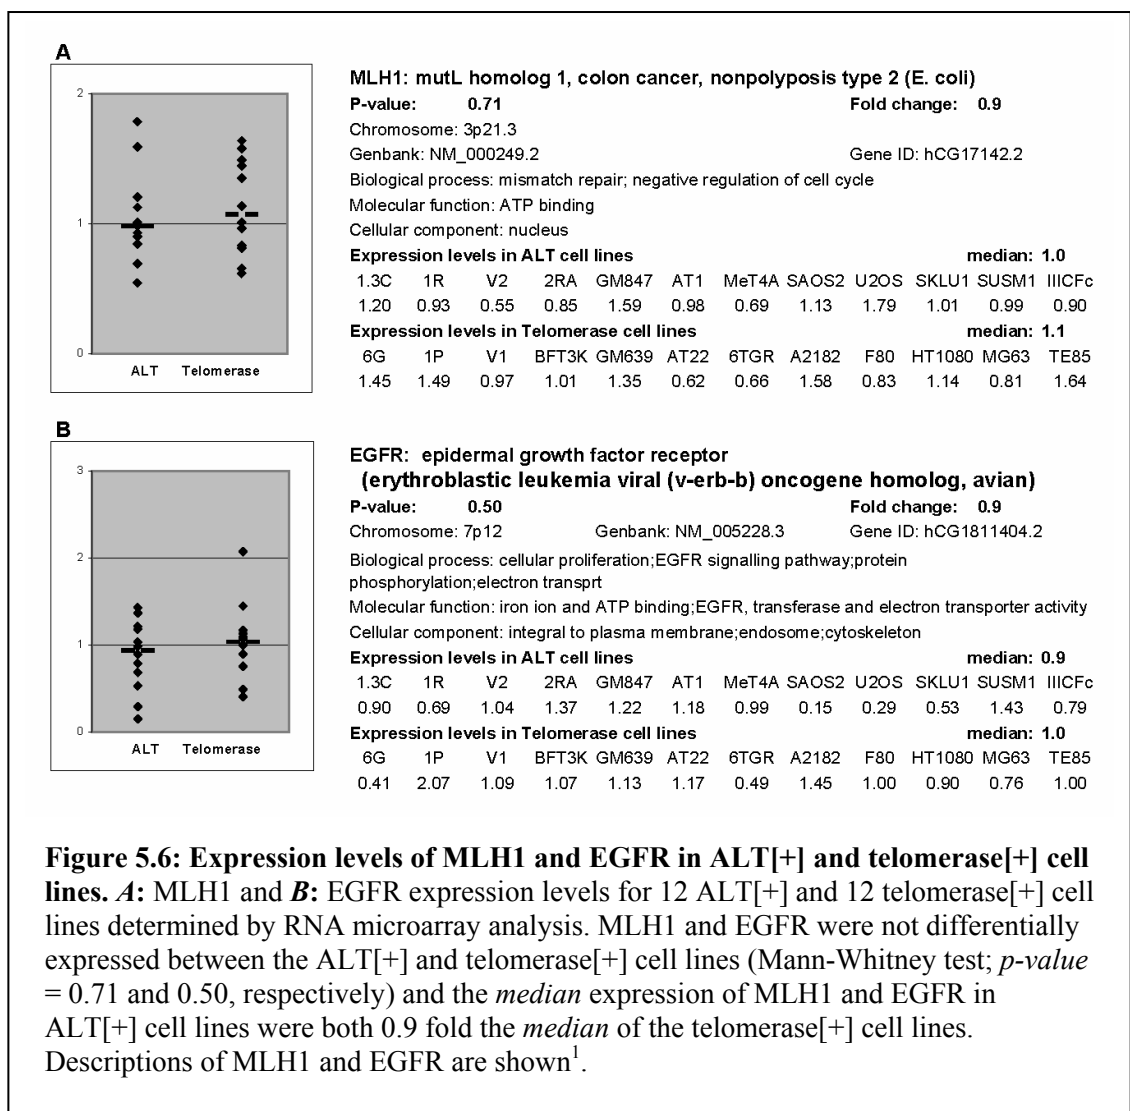 A
2
1
0
ALT Telomerase
MLH1: mutL homolog 1, colon cancer, nonpolyposis type 2 (E. coli)
P-value: 0.71 Fold change: 0.9
Chromosome: 3p21.3
Genbank: NM_000249.2 Gene ID: hCG17142.2
Biological process: mismatch repair; negative regulation of cell cycle
Molecular function: ATP binding
Cellular component: nucleus
Expression levels in ALT cell lines median: 1.0
1.3C 1R V2 2RA GM847 AT1 MeT4A SAOS2 U2OS SKLU1 SUSM1 IIICFc
1.20 0.93 0.55 0.85 1.59 0.98 0.69 1.13 1.79 1.01 0.99 0.90
Expression levels in Telomerase cell lines median: 1.1
6G 1P V1 BFT3K GM639 AT22 6TGR A2182 F80 HT1080 MG63 TE85
1.45 1.49 0.97 1.01 1.35 0.62 0.66 1.58 0.83 1.14 0.81 1.64
B
3
2
1
0
ALT Telomerase
EGFR: epidermal growth factor receptor
(erythroblastic leukemia viral (v-erb-b) oncogene homolog, avian)
P-value: 0.50 Fold change: 0.9
Chromosome: 7p12 Genbank: NM_005228.3 Gene ID: hCG1811404.2
Biological process: cellular proliferation;EGFR signalling pathway;protein
phosphorylation;electron transprt
Molecular function: iron ion and ATP binding;EGFR, transferase and electron transporter activity
Cellular component: integral to plasma membrane;endosome;cytoskeleton
Expression levels in ALT cell lines median: 0.9
1.3C 1R V2 2RA GM847 AT1 MeT4A SAOS2 U2OS SKLU1 SUSM1 IIICFc
0.90 0.69 1.04 1.37 1.22 1.18 0.99 0.15 0.29 0.53 1.43 0.79
Expression levels in Telomerase cell lines median: 1.0
6G 1P V1 BFT3K GM639 AT22 6TGR A2182 F80 HT1080 MG63 TE85
0.41 2.07 1.09 1.07 1.13 1.17 0.49 1.45 1.00 0.90 0.76 1.00
Figure 5.6: Expression levels of MLH1 and EGFR in ALT[+] and telomerase[+] cell
lines. A: MLH1 and B: EGFR expression levels for 12 ALT[+] and 12 telomerase[+] cell
lines determined by RNA microarray analysis. MLH1 and EGFR were not differentially
expressed between the ALT[+] and telomerase[+] cell lines (Mann-Whitney test; p-value
= 0.71 and 0.50, respectively) and the median expression of MLH1 and EGFR in
ALT[+] cell lines were both 0.9 fold the median of the telomerase[+] cell lines.
Descriptions of MLH1 and EGFR are shown1.